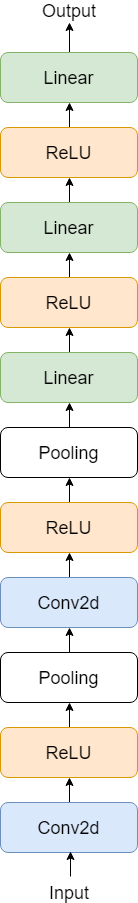 Output
Linear
ReLU
Linear
ReLU
Linear
Pooling
ReLU
Conv2d
Pooling
ReLU
Conv2d
Input